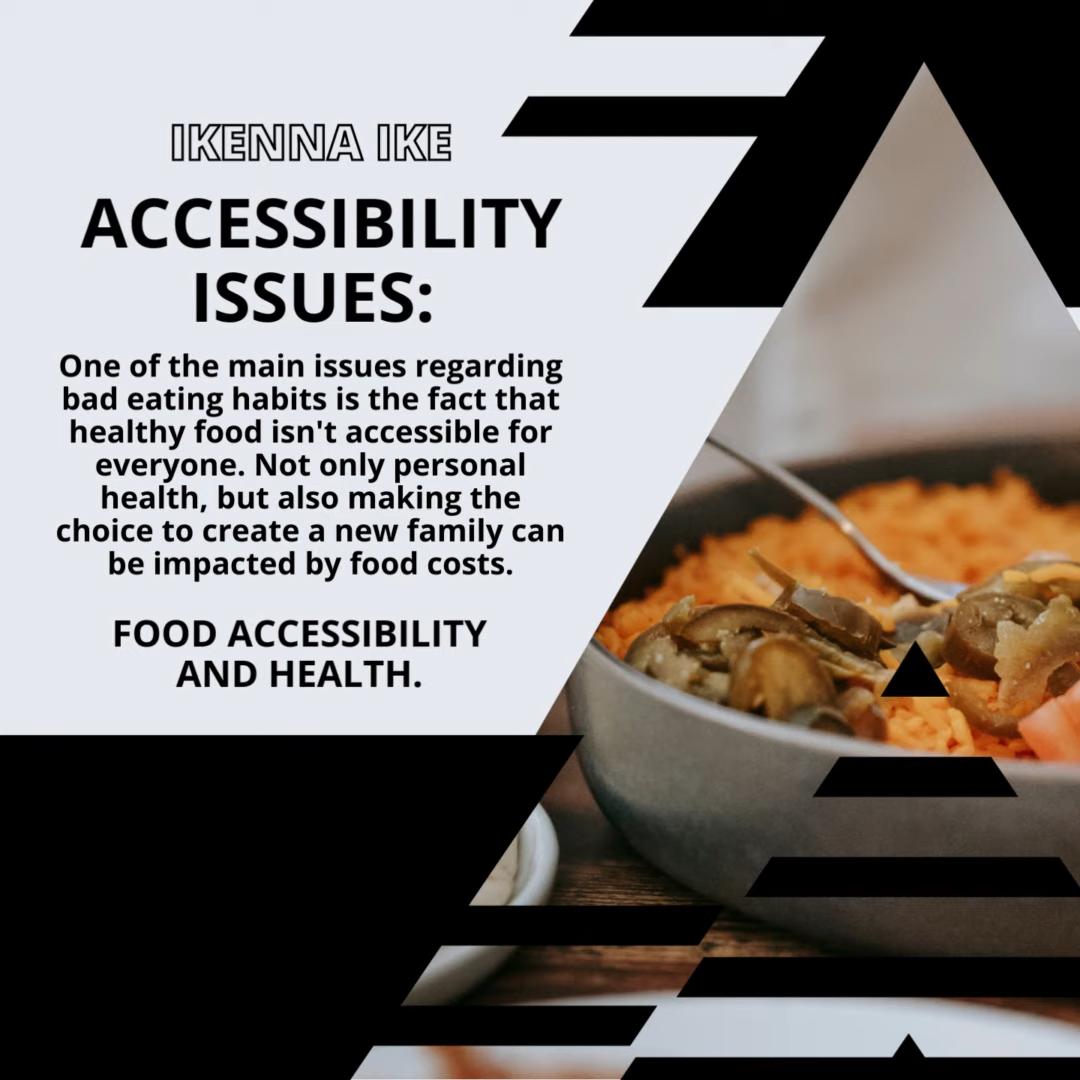 IKENNA IKE
ACCESSIBILITY
ISSUES:
One of the main issues regarding
bad eating habits is the fact that
healthy food isn't accessible for
everyone. Not only personal
health, but also making the
choice to create a new family can
be impacted by food costs.
FOOD ACCESSIBILITY
AND HEALTH.